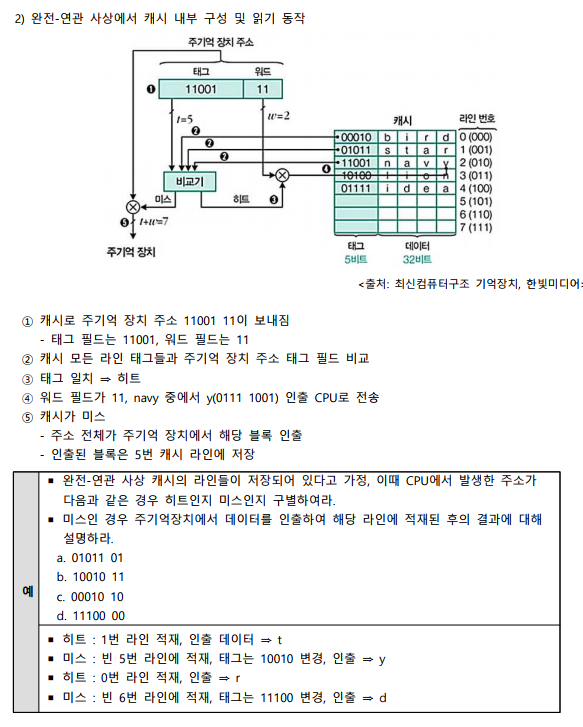 2) 완전-연관 사상에서 캐시 내부 구성 및 읽기 동작
주기억 장치 주소
태그 워드
❶ 11001 11
t=5 w=2
캐시 라인 번호
❷ 00010 b i r d 0 (000)
❷ 01011 s t a r 1 (001)
❷ 11001 n a v y 2 (010)
비교기 ❹ 10100 l i o n 3 (011)
미스 히트 ❸ 01111 i d e a 4 (100)
5 (101)
❺ t+w=7 6 (110)
7 (111)
주기억 장치 태그 데이터
5비트 32비트
<출처: 최신컴퓨터구조 기억장치, 한빛미디어>
① 캐시로 주기억 장치 주소 11001 11이 보내짐
- 태그 필드는 11001, 워드 필드는 11
② 캐시 모든 라인 태그들과 주기억 장치 주소 태그 필드 비교
③ 태그 일치 ⇒ 히트
④ 워드 필드가 11, navy 중에서 y(0111 1001) 인출 CPU로 전송
⑤ 캐시가 미스
- 주소 전체가 주기억 장치에서 해당 블록 인출
- 인출된 블록은 5번 캐시 라인에 저장
예
▪ 완전-연관 사상 캐시의 라인들이 저장되어 있다고 가정, 이때 CPU에서 발생한 주소가
다음과 같은 경우 히트인지 미스인지 구별하여라.
▪ 미스인 경우 주기억장치에서 데이터를 인출하여 해당 라인에 적재된 후의 결과에 대해
설명하라.
a. 01011 01
b. 10010 11
c. 00010 10
d. 11100 00
▪ 히트 : 1번 라인 적재, 인출 데이터 ⇒ t
▪ 미스 : 빈 5번 라인에 적재, 태그는 10010 변경, 인출 ⇒ y
▪ 히트 : 0번 라인 적재, 인출 ⇒ r
▪ 미스 : 빈 6번 라인에 적재, 태그는 11100 변경, 인출 ⇒ d